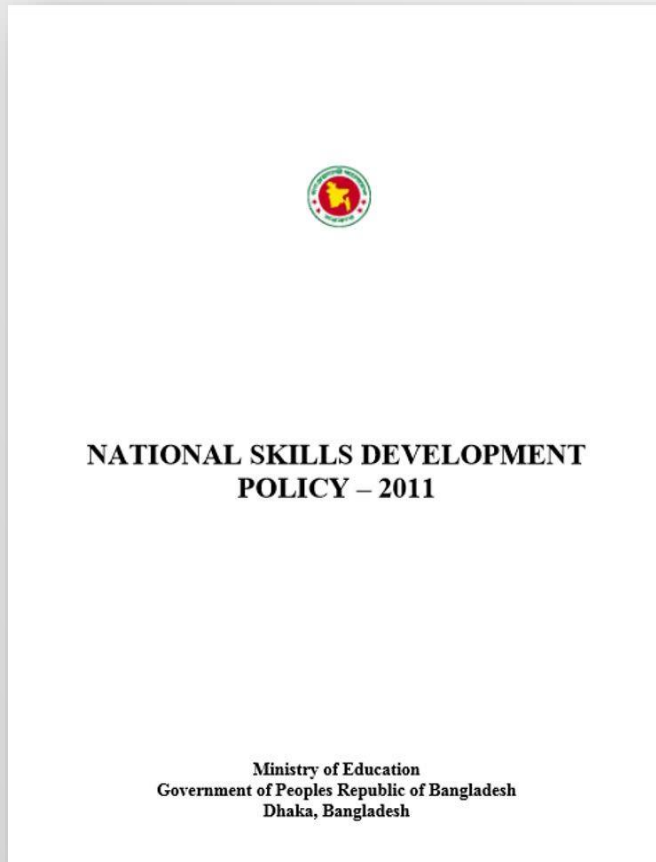 NATIONAL SKILLS DEVELOPMENT
POLICY – 2011
Ministry of Education
Government of Peoples Republic of Bangladesh
Dhaka, Bangladesh